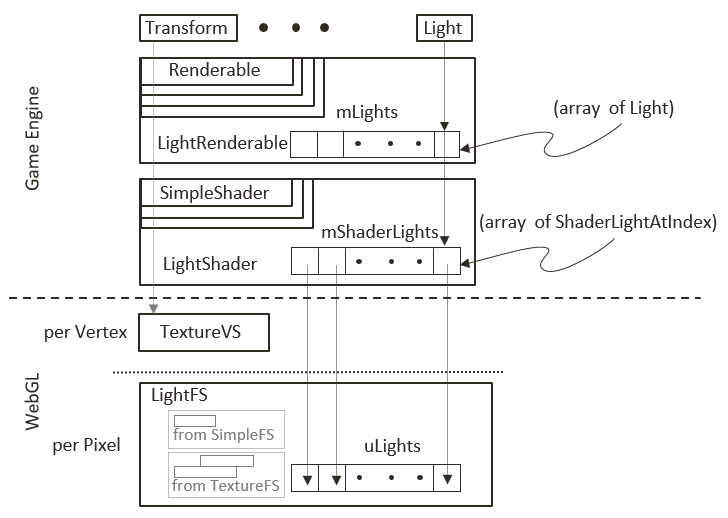 Transform
Light
Renderable
mLights
(array of Light)
LightRenderable
Game Engine
SimpleShader
mShaderLights
(array of ShaderLightAtIndex)
LightShader
per Vertex
TextureVS
WebGL
LightFS
from SimpleFS
per Pixel
uLights
from TextureFS